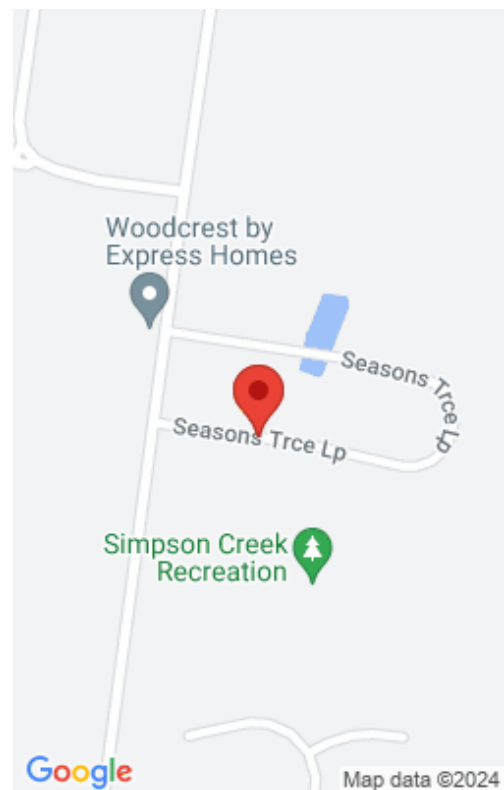 Woodcrest by
Express Homes
Seasons Trce Lp
Seasons Trce Lp
Simpson Creek
Recreation
Google
Map data ©2024